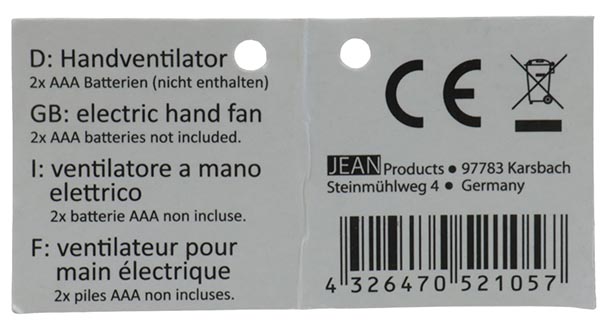 D: Handventilator
2x AAA Batterien (nicht enthalten)
GB: electric hand fan
2x AAA batteries not included.
I: ventilatore a mano
elettrico
2x batterie AAA non incluse.
F: ventilateur pour
main électrique
2x piles AAA non incluses.
CE
JEAN Products • 97783 Karsbach
Steinmühlweg 4 • Germany
4 326470 521057